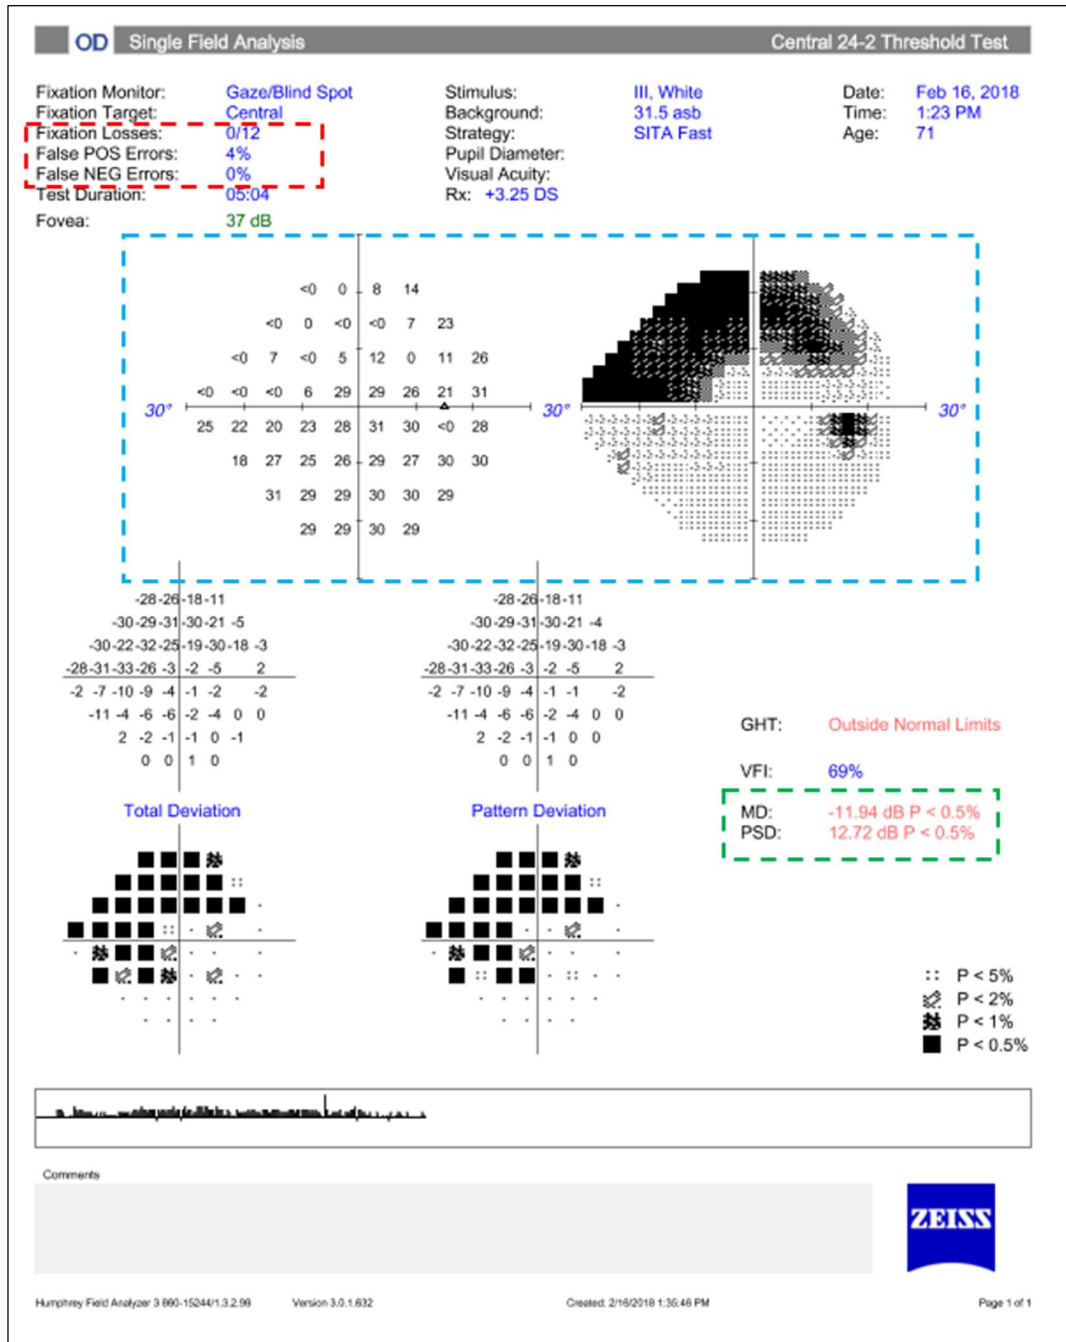 OD Single Field Analysis Central 24-2 Threshold Test
Fixation Monitor: Gaze/Blind Spot Stimulus: III, White Date: Feb 16, 2018
Fixation Target: Central Background: 31.5 asb Time: 1:23 PM
Fixation Losses: 0/12 Strategy: SITA Fast Age: 71
False POS Errors: 4% Pupil Diameter:
False NEG Errors: 0% Visual Acuity:
Test Duration: 05:04 Rx: +3.25 DS
Fovea: 37 dB
<0 0 8 14
<0 0 <0 <0 7 23
<0 7 <0 5 12 0 11 26
<0 <0 <0 6 29 29 26 21 31
30° 30° 30°
25 22 20 23 28 31 30 <0 28
18 27 25 26 29 27 30 30
31 29 29 30 30 29
29 29 30 29
-28 -26 -18 -11 -28 -26 -18 -11
-30 -29 -31 -30 -21 -5 -30 -29 -31 -30 -21 -4
-30 -22 -32 -25 -19 -30 -18 -3 -30 -22 -32 -25 -19 -30 -18 -3
-28 -31 -33 -26 -3 -2 -5 2 -28 -31 -33 -26 -3 -2 -5 2
-2 -7 -10 -9 -4 -1 -2 -2 -2 -7 -10 -9 -4 -1 -1 -2
-11 -4 -6 -6 -2 -4 0 0 -11 -4 -6 -6 -2 -4 0 0
2 -2 -1 -1 0 -1 2 -2 -1 -1 0 0
0 0 1 0 0 0 1 0
GHT: Outside Normal Limits
VFI: 69%
MD: -11.94 dB P < 0.5%
PSD: 12.72 dB P < 0.5%
Total Deviation Pattern Deviation
P < 5%
P < 2%
P < 1%
P < 0.5%
Comments
ZEISS
Humphrey Field Analyzer 3 860-15244/1.3.2.98 Version 3.0.1.632 Created: 2/16/2018 1:35:46 PM Page 1 of 1